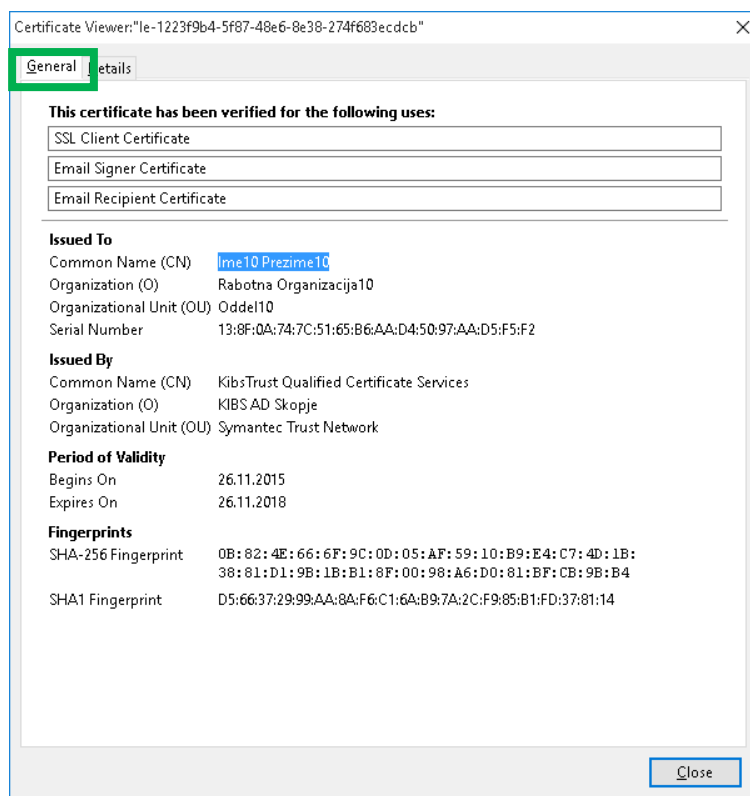 Certificate Viewer:"le-1223f9b4-5f87-48e6-8e38-274f683ecdcb"
General Details
This certificate has been verified for the following uses:
SSL Client Certificate
Email Signer Certificate
Email Recipient Certificate
Issued To
Common Name (CN) Ime10 Prezime10
Organization (O) Rabotna Organizacija10
Organizational Unit (OU) Oddel10
Serial Number 13:8F:0A:74:7C:51:65:B6:AA:D4:50:97:AA:D5:F5:F2
Issued By
Common Name (CN) KibsTrust Qualified Certificate Services
Organization (O) KIBS AD Skopje
Organizational Unit (OU) Symantec Trust Network
Period of Validity
Begins On 26.11.2015
Expires On 26.11.2018
Fingerprints
SHA-256 Fingerprint 0B:82:4E:66:6F:9C:0D:05:AF:59:10:B9:E4:C7:4D:1B:
38:81:D1:9B:1B:B1:8F:00:98:A6:D0:81:BF:CB:9B:B4
SHA1 Fingerprint D5:66:37:29:99:AA:8A:F6:C1:6A:B9:7A:2C:F9:85:B1:FD:37:81:14
Close